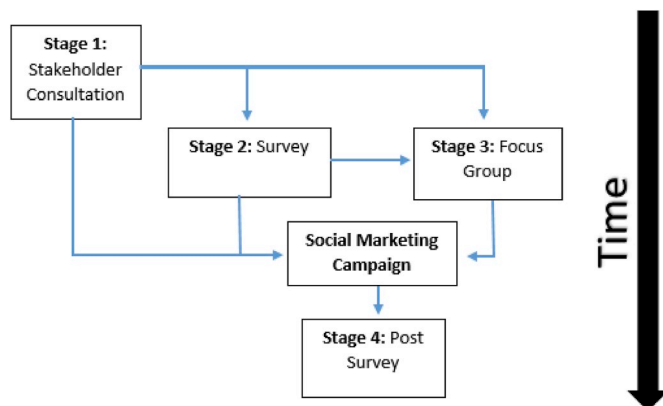 Stage 1:
Stakeholder
Consultation
Stage 2: Survey
Stage 3: Focus
Group
Social Marketing
Campaign
Stage 4: Post
Survey
Time